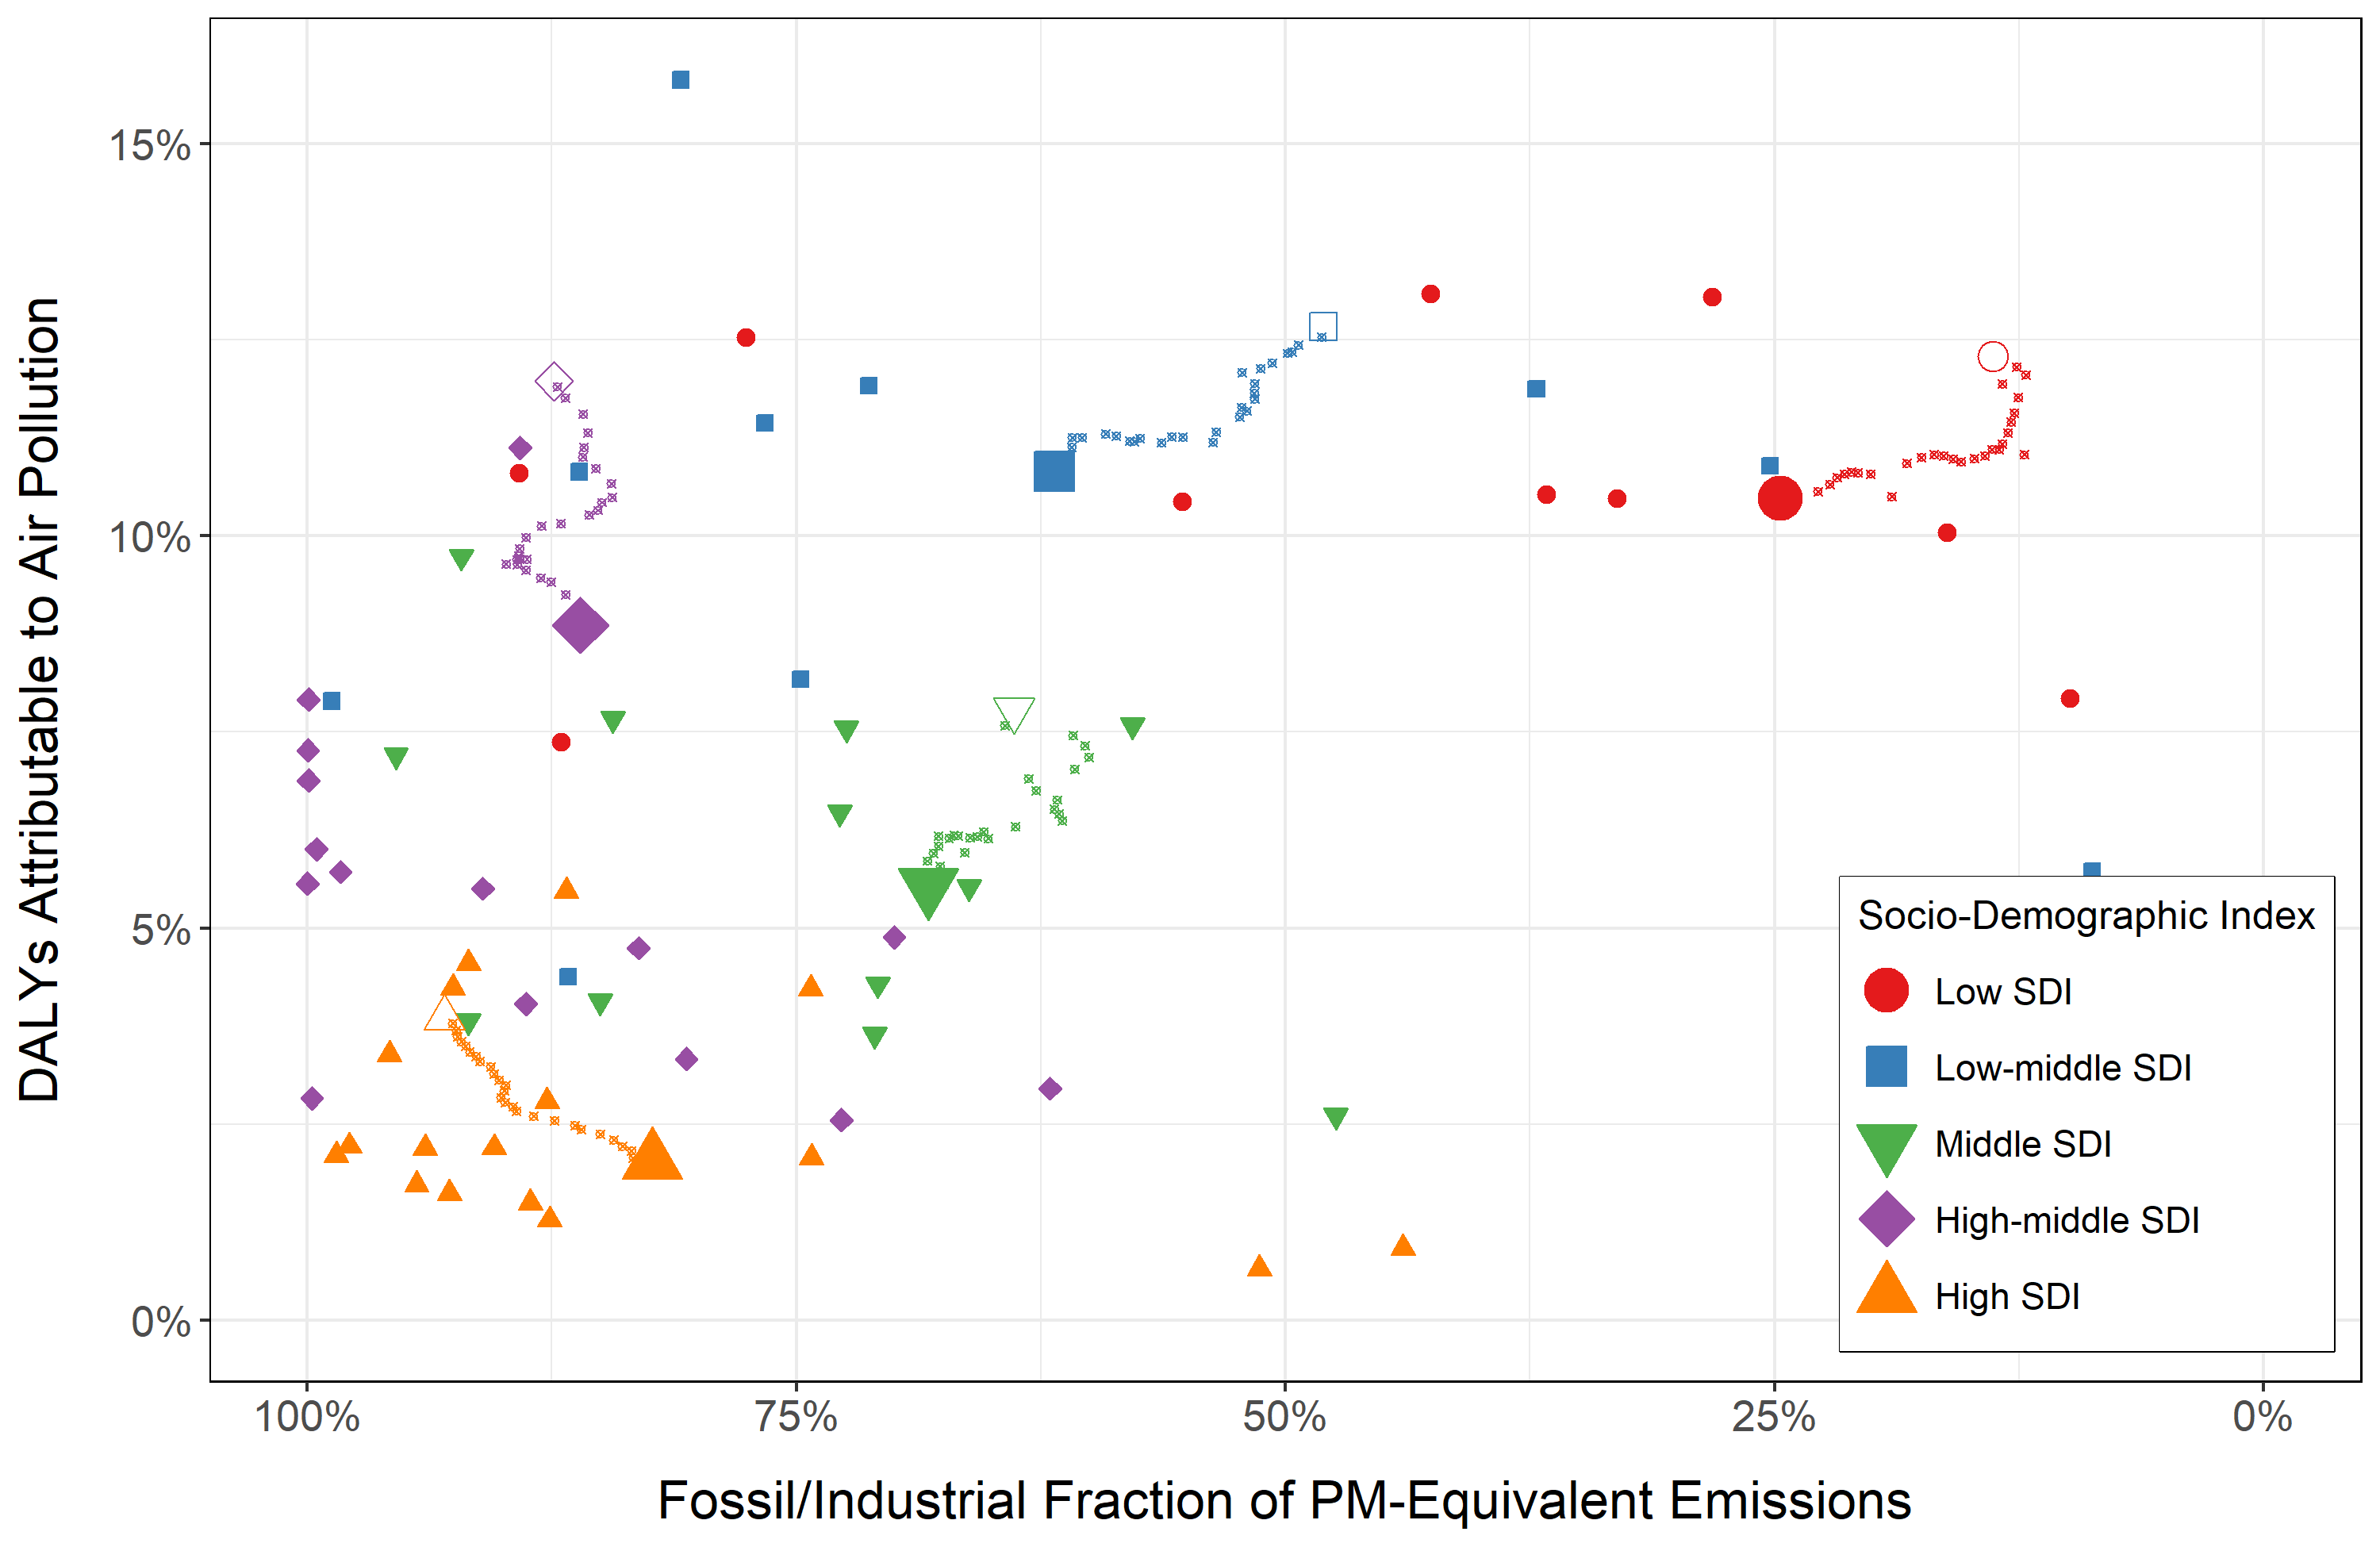 DALYs Attributable to Air Pollution
15%
10%
5%
0%
100%
75%
50%
25%
0%
Fossil/Industrial Fraction of PM-Equivalent Emissions
Socio-Demographic Index
Low SDI
Low-middle SDI
Middle SDI
High-middle SDI
High SDI